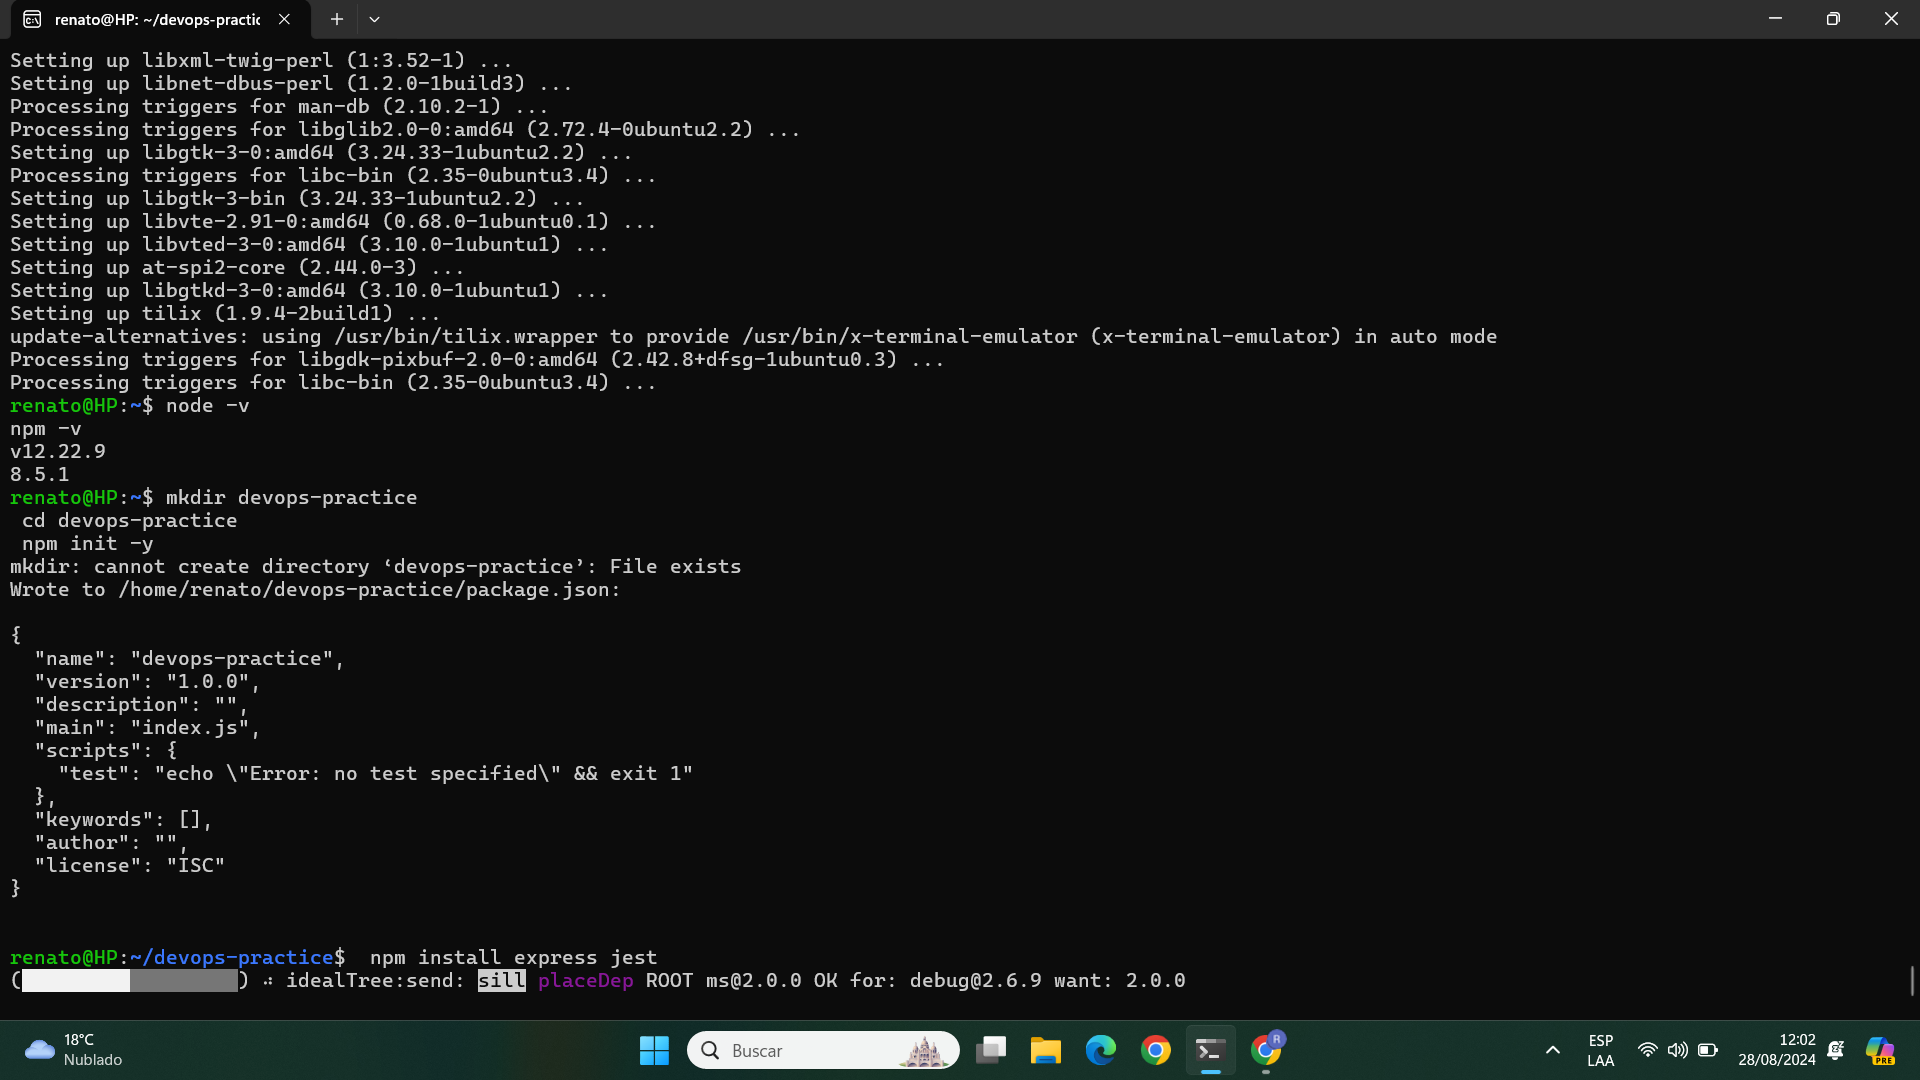 renato@HP: ~/devops-practic
Setting up libxml-twig-perl (1:3.52-1) ...
Setting up libnet-dbus-perl (1.2.0-1build3) ...
Processing triggers for man-db (2.10.2-1) ...
Processing triggers for libglib2.0-0:amd64 (2.72.4-0ubuntu2.2) ...
Setting up libgtk-3-0:amd64 (3.24.33-1ubuntu2.2) ...
Processing triggers for libc-bin (2.35-0ubuntu3.4) ...
Setting up libgtk-3-bin (3.24.33-1ubuntu2.2) ...
Setting up libvte-2.91-0:amd64 (0.68.0-1ubuntu0.1) ...
Setting up libvted-3-0:amd64 (3.10.0-1ubuntu1) ...
Setting up at-spi2-core (2.44.0-3) ...
Setting up libgtkd-3-0:amd64 (3.10.0-1ubuntu1) ...
Setting up tilix (1.9.4-2build1) ...
update-alternatives: using /usr/bin/tilix.wrapper to provide /usr/bin/x-terminal-emulator (x-terminal-emulator) in auto mode
Processing triggers for libgdk-pixbuf-2.0-0:amd64 (2.42.8+dfsg-1ubuntu0.3) ...
Processing triggers for libc-bin (2.35-0ubuntu3.4) ...
renato@HP:~$ node -v
npm -v
v12.22.9
8.5.1
renato@HP:~$ mkdir devops-practice
 cd devops-practice
 npm init -y
mkdir: cannot create directory ‘devops-practice’: File exists
Wrote to /home/renato/devops-practice/package.json:
{
  "name": "devops-practice",
  "version": "1.0.0",
  "description": "",
  "main": "index.js",
  "scripts": {
    "test": "echo \"Error: no test specified\" && exit 1"
  },
  "keywords": [],
  "author": "",
  "license": "ISC"
}
renato@HP:~/devops-practice$  npm install express jest
( ) ⠴ idealTree:send: sill placeDep ROOT ms@2.0.0 OK for: debug@2.6.9 want: 2.0.0
18°C
Nublado
Buscar
R
ESP
LAA
12:02
28/08/2024
PRE